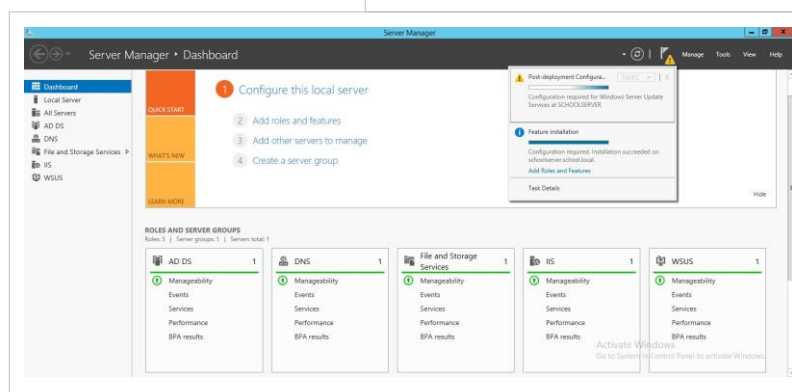 Server Manager
Server Manager • Dashboard
Manage Tools View Help
Dashboard
Local Server
All Servers
AD DS
DNS
File and Storage Services
IIS
WSUS
QUICK START
WHAT'S NEW
LEARN MORE
1 Configure this local server
2 Add roles and features
3 Add other servers to manage
4 Create a server group
Post-deployment Configura...
Configuration required for Windows Server Update
Services at SCHOOLSERVER
Feature installation
Configuration required. Installation succeeded on
schoolserver.school.local.
Add Roles and Features
Task Details
Hide
ROLES AND SERVER GROUPS
Roles: 5 | Server groups: 1 | Servers total: 1
AD DS 1
Manageability
Events
Services
Performance
BPA results
DNS 1
Manageability
Events
Services
Performance
BPA results
File and Storage
Services 1
Manageability
Events
Services
Performance
BPA results
IIS 1
Manageability
Events
Services
Performance
BPA results
WSUS 1
Manageability
Events
Services
Performance
BPA results
Activate Windows
Go to System in Control Panel to activate Windows.